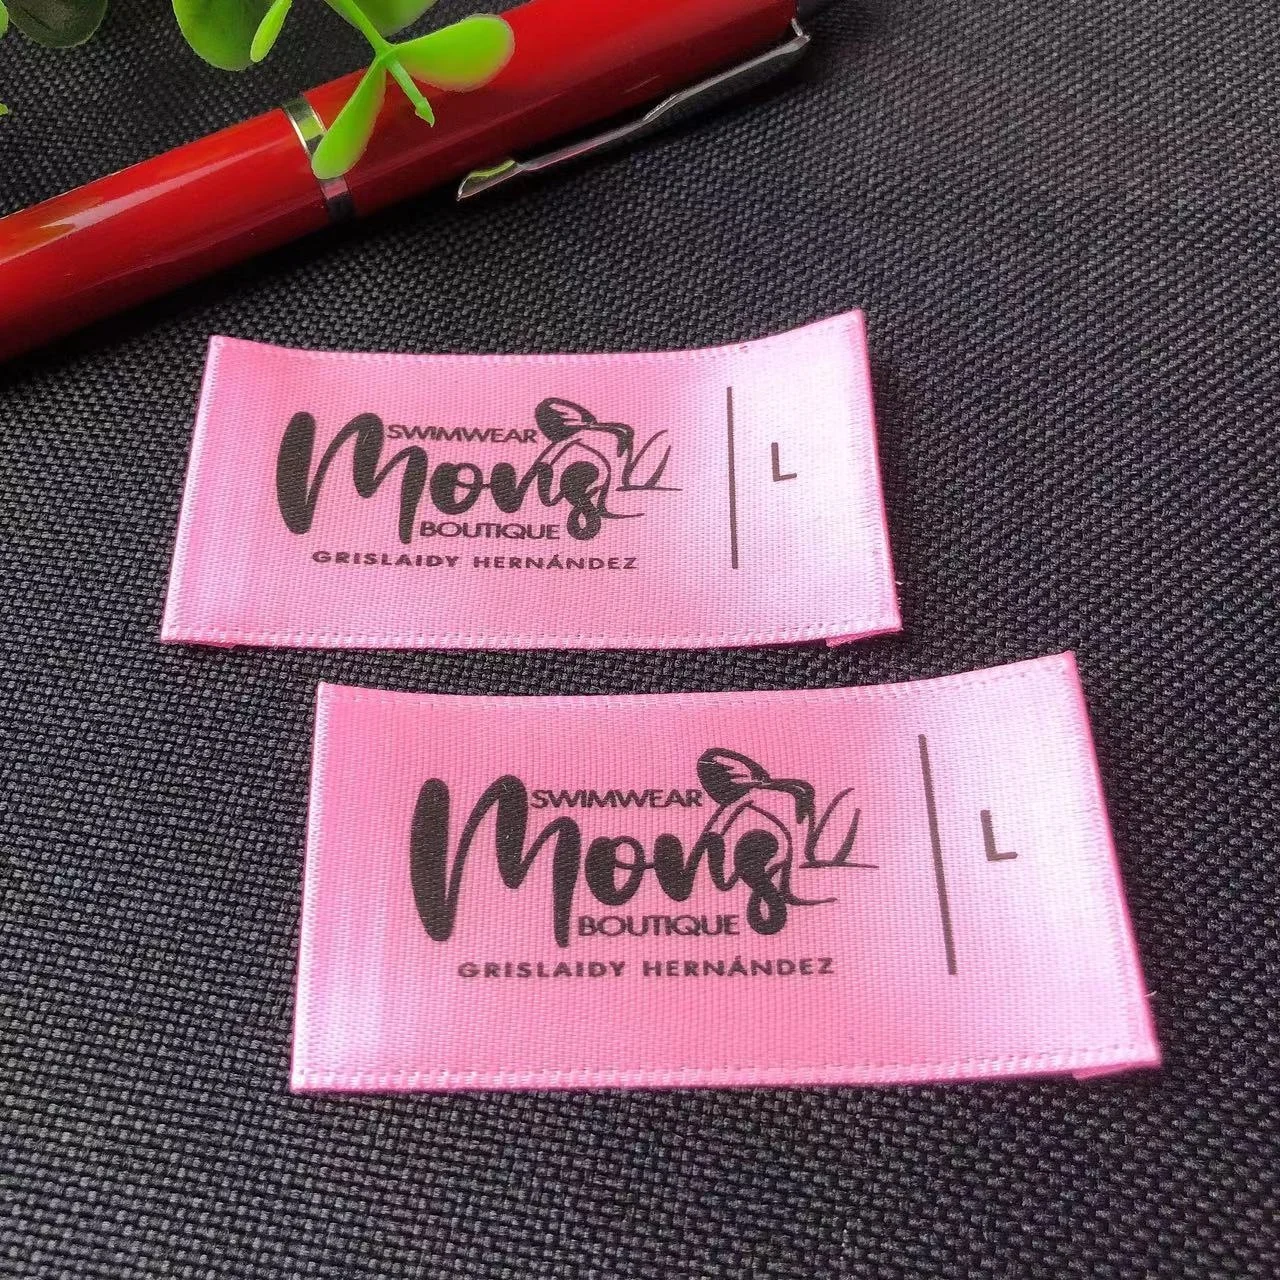 SWIMWEAR
Mons
BOUTIQUE
GRISLAIDY HERNÁNDEZ
L
SWIMWEAR
Mons
BOUTIQUE
GRISLAIDY HERNÁNDEZ
L